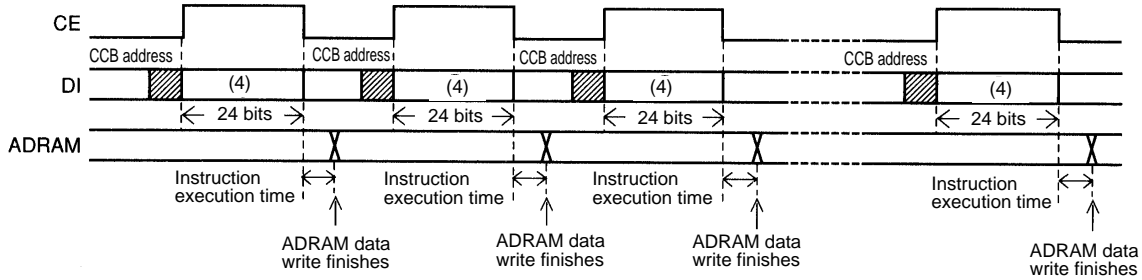 CE
CCB address CCB address CCB address CCB address
DI (4) (4) (4) (4)
24 bits 24 bits 24 bits 24 bits
ADRAM
Instruction execution time
Instruction execution time
Instruction execution time
Instruction execution time
ADRAM data write finishes
ADRAM data write finishes
ADRAM data write finishes
ADRAM data write finishes